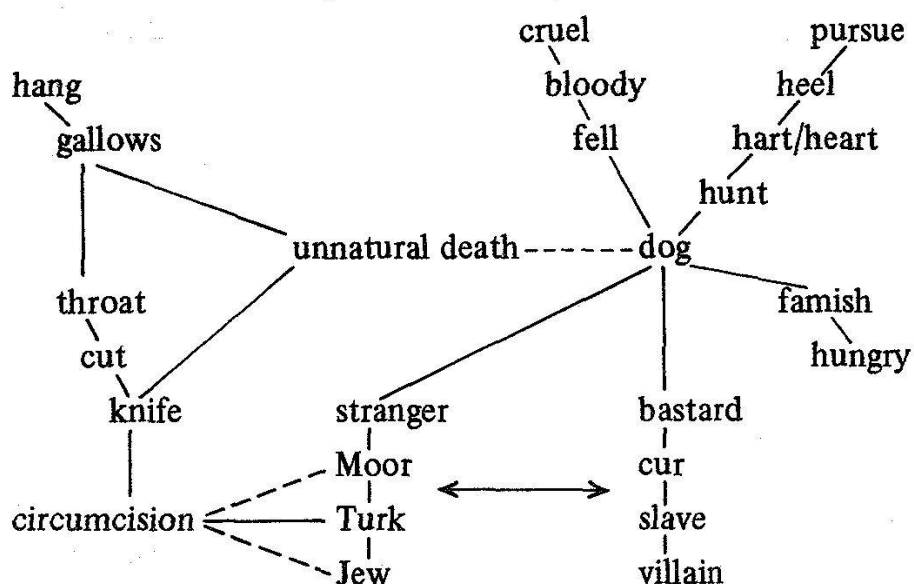 cruel pursue
hang bloody heel
gallows fell hart/heart
hunt
unnatural death dog
throat famish
cut hungry
knife stranger bastard
Moor cur
circumcision Turk slave
Jew villain